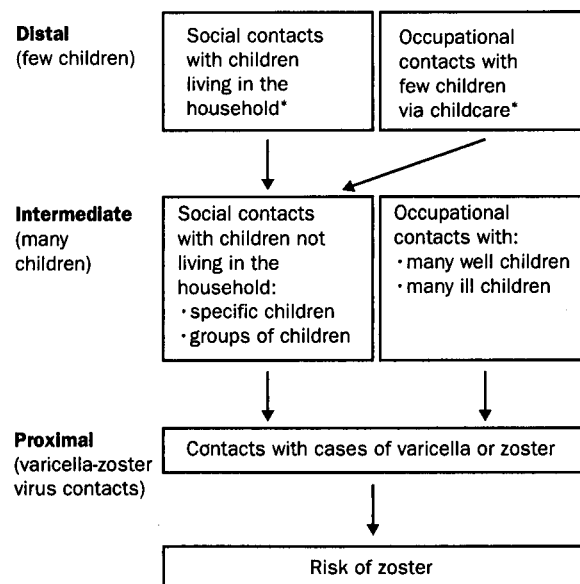 Distal
(few children)
Social contacts
with children
living in the
household*
Occupational
contacts with
few children
via childcare*
Intermediate
(many
children)
Social contacts
with children not
living in the
household:
· specific children
· groups of children
Occupational
contacts with:
· many well children
· many ill children
Proximal
(varicella-zoster
virus contacts)
Contacts with cases of varicella or zoster
Risk of zoster